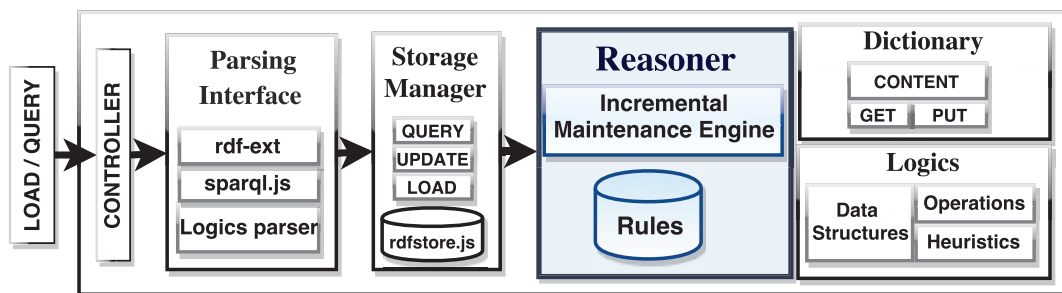 LOAD / QUERY
CONTROLLER
Parsing
Interface
rdf-ext
sparql.js
Logics parser
Storage
Manager
QUERY
UPDATE
LOAD
rdfstore.js
Reasoner
Incremental
Maintenance Engine
Rules
Dictionary
CONTENT
GET PUT
Logics
Data
Structures
Operations
Heuristics